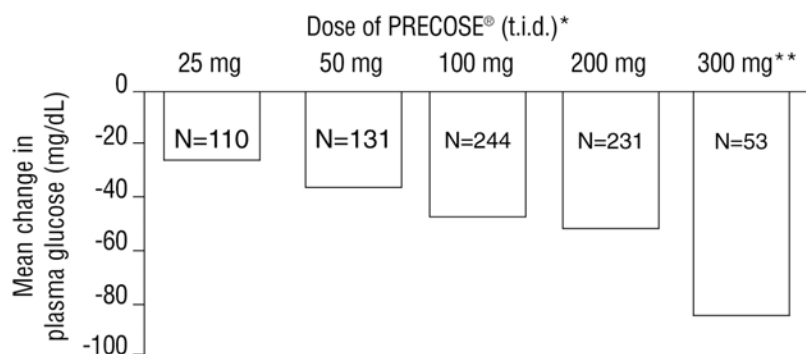 Dose of PRECOSE® (t.i.d.)*
25 mg 50 mg 100 mg 200 mg 300 mg**
Mean change in
plasma glucose (mg/dL)
0
-20
-40
-60
-80
-100
N=110 N=131 N=244 N=231 N=53